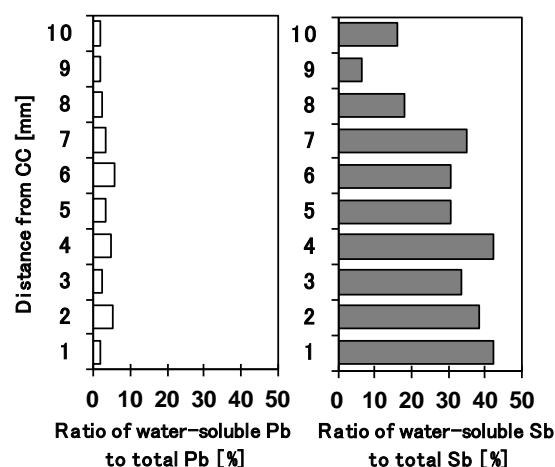 10
9
8
7
6
5
4
3
2
1
Distance from CC [mm]
0 10 20 30 40 50
Ratio of water-soluble Pb
to total Pb [%]
10
9
8
7
6
5
4
3
2
1
0 10 20 30 40 50
Ratio of water-soluble Sb
to total Sb [%]